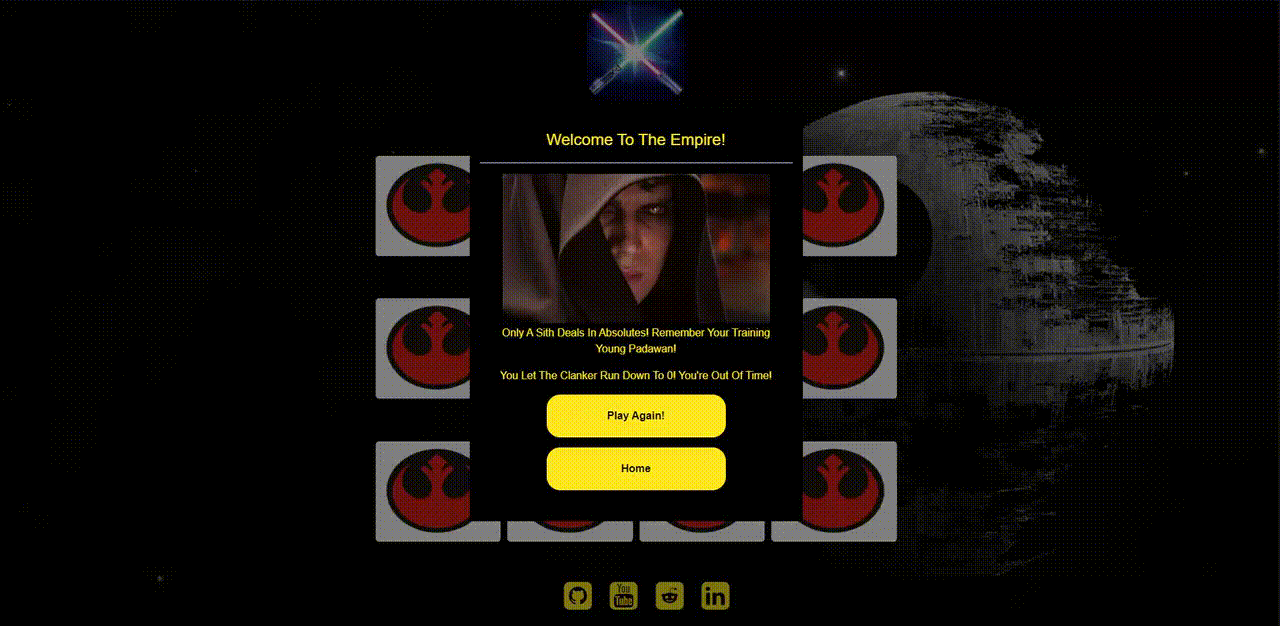 Welcome To The Empire!
Only A Sith Deals In Absolutes! Remember Your Training
Young Padawan!
You Let The Clanker Run Down To 0! You're Out Of Time!
Play Again!
Home
You
Tube
in